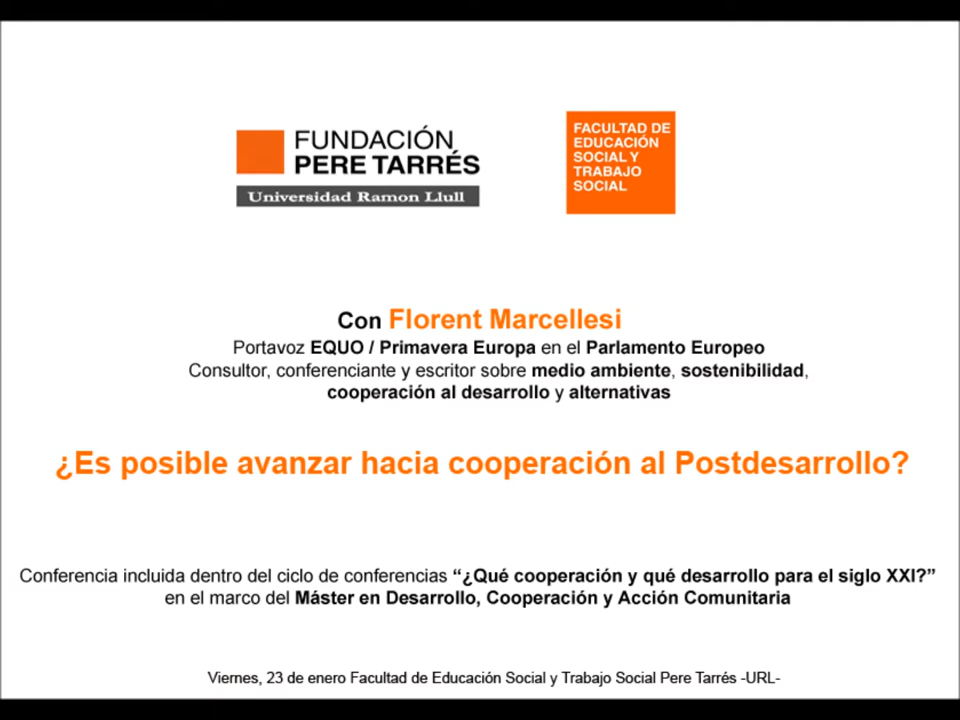 FUNDACIÓN
PERE TARRÉS
Universidad Ramon Llull
FACULTAD DE
EDUCACIÓN
SOCIAL Y
TRABAJO
SOCIAL
Con Florent Marcellesi
Portavoz EQUO / Primavera Europa en el Parlamento Europeo
Consultor, conferenciante y escritor sobre medio ambiente, sostenibilidad,
cooperación al desarrollo y alternativas
¿Es posible avanzar hacia cooperación al Postdesarrollo?
Conferencia incluida dentro del ciclo de conferencias “¿Qué cooperación y qué desarrollo para el siglo XXI?”
en el marco del Máster en Desarrollo, Cooperación y Acción Comunitaria
Viernes, 23 de enero Facultad de Educación Social y Trabajo Social Pere Tarrés -URL-